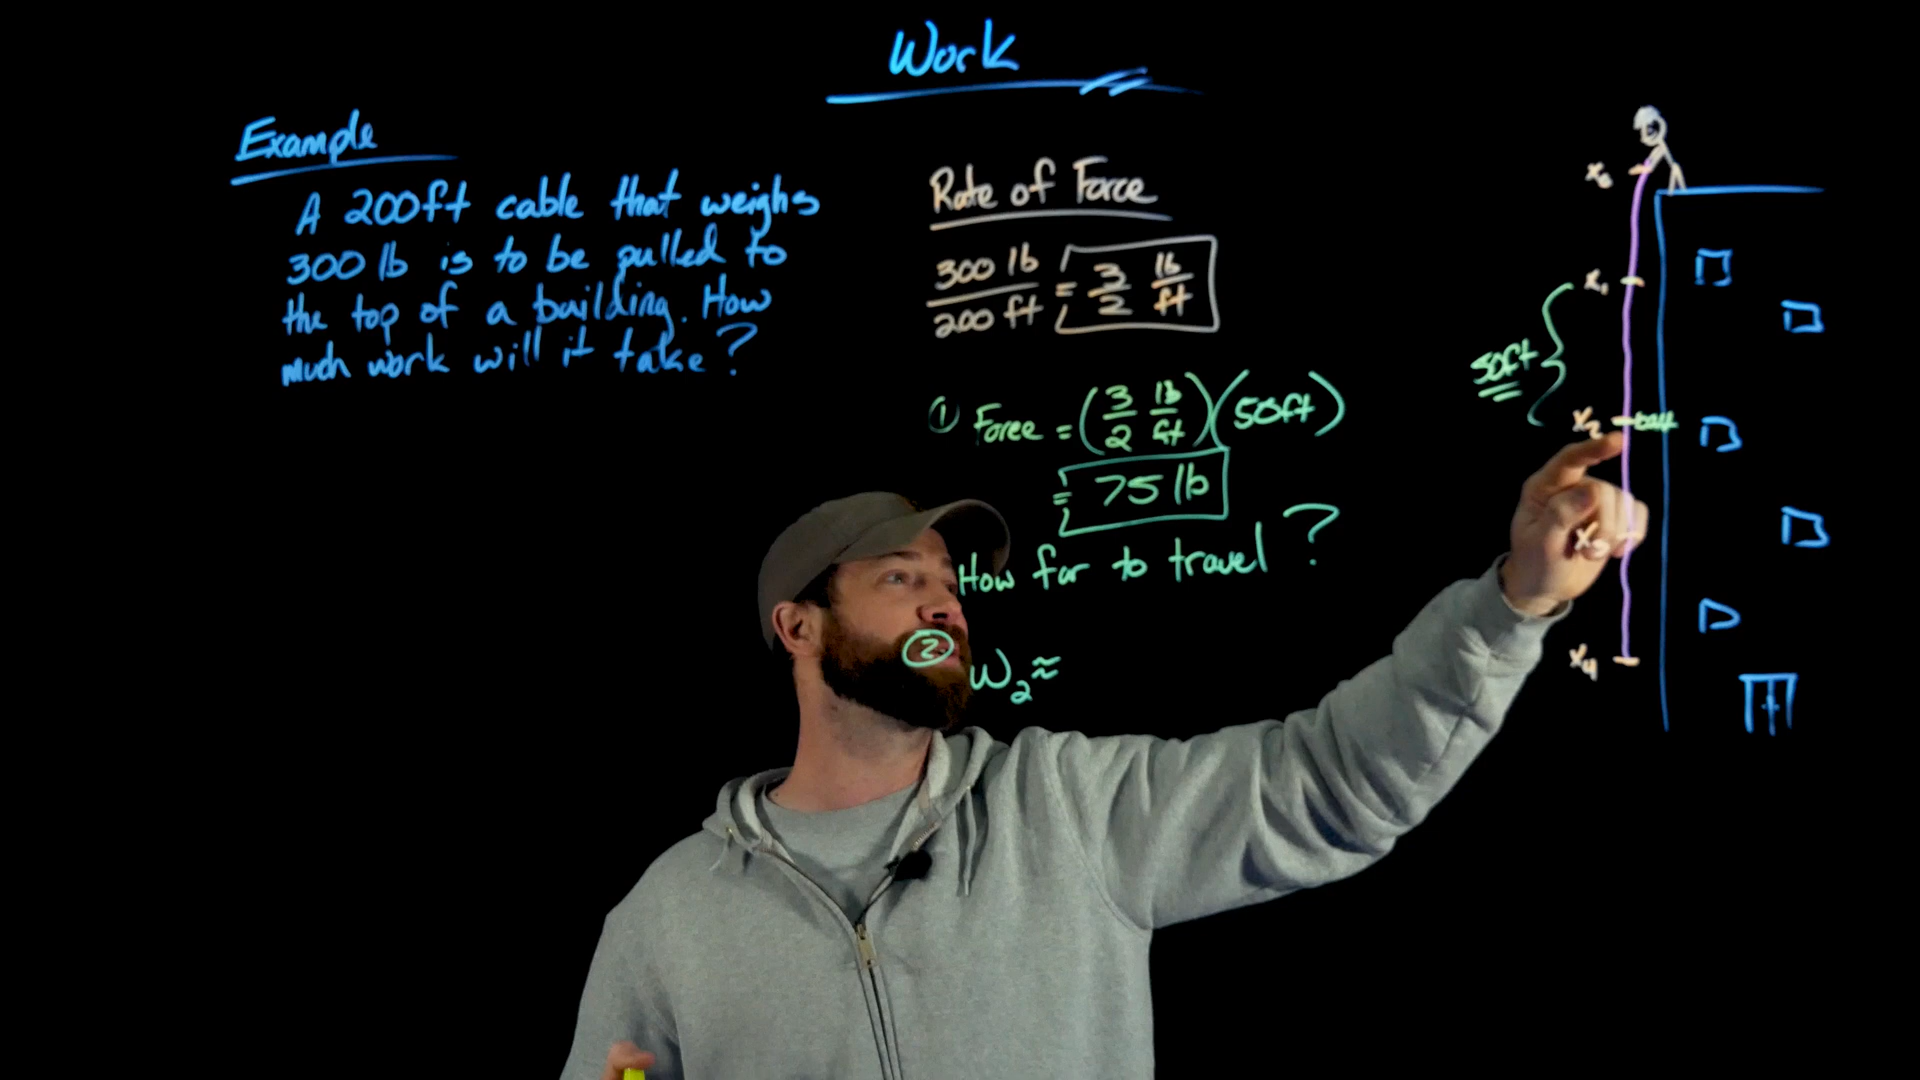 Work
Example
A 200ft cable that weighs
300 lb is to be pulled to
the top of a building. How
much work will it take?
Rate of Force
300 lb
200 ft
= 3/2 lb/ft
① Force = (3/2 lb/ft)(50ft)
= 75 lb
How far to travel?
②
W₂ ≈
x₀
x₁
50ft
x₂
x₃
x₄